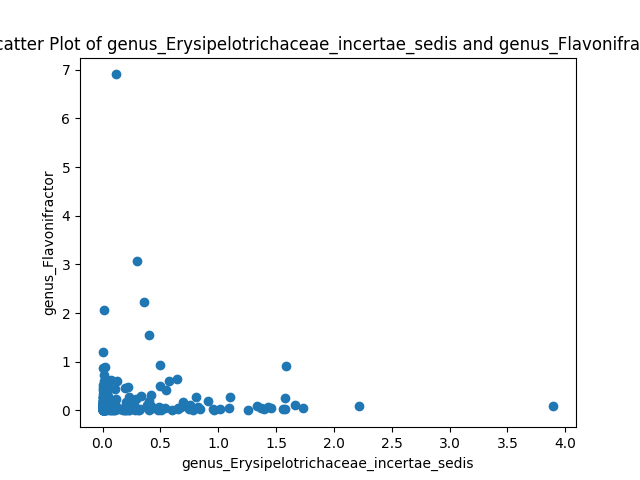 catter Plot of genus_Erysipelotrichaceae_incertae_sedis and genus_Flavonifra
7
6
5
4
3
2
1
0
genus_Flavonifractor
0.0 0.5 1.0 1.5 2.0 2.5 3.0 3.5 4.0
genus_Erysipelotrichaceae_incertae_sedis